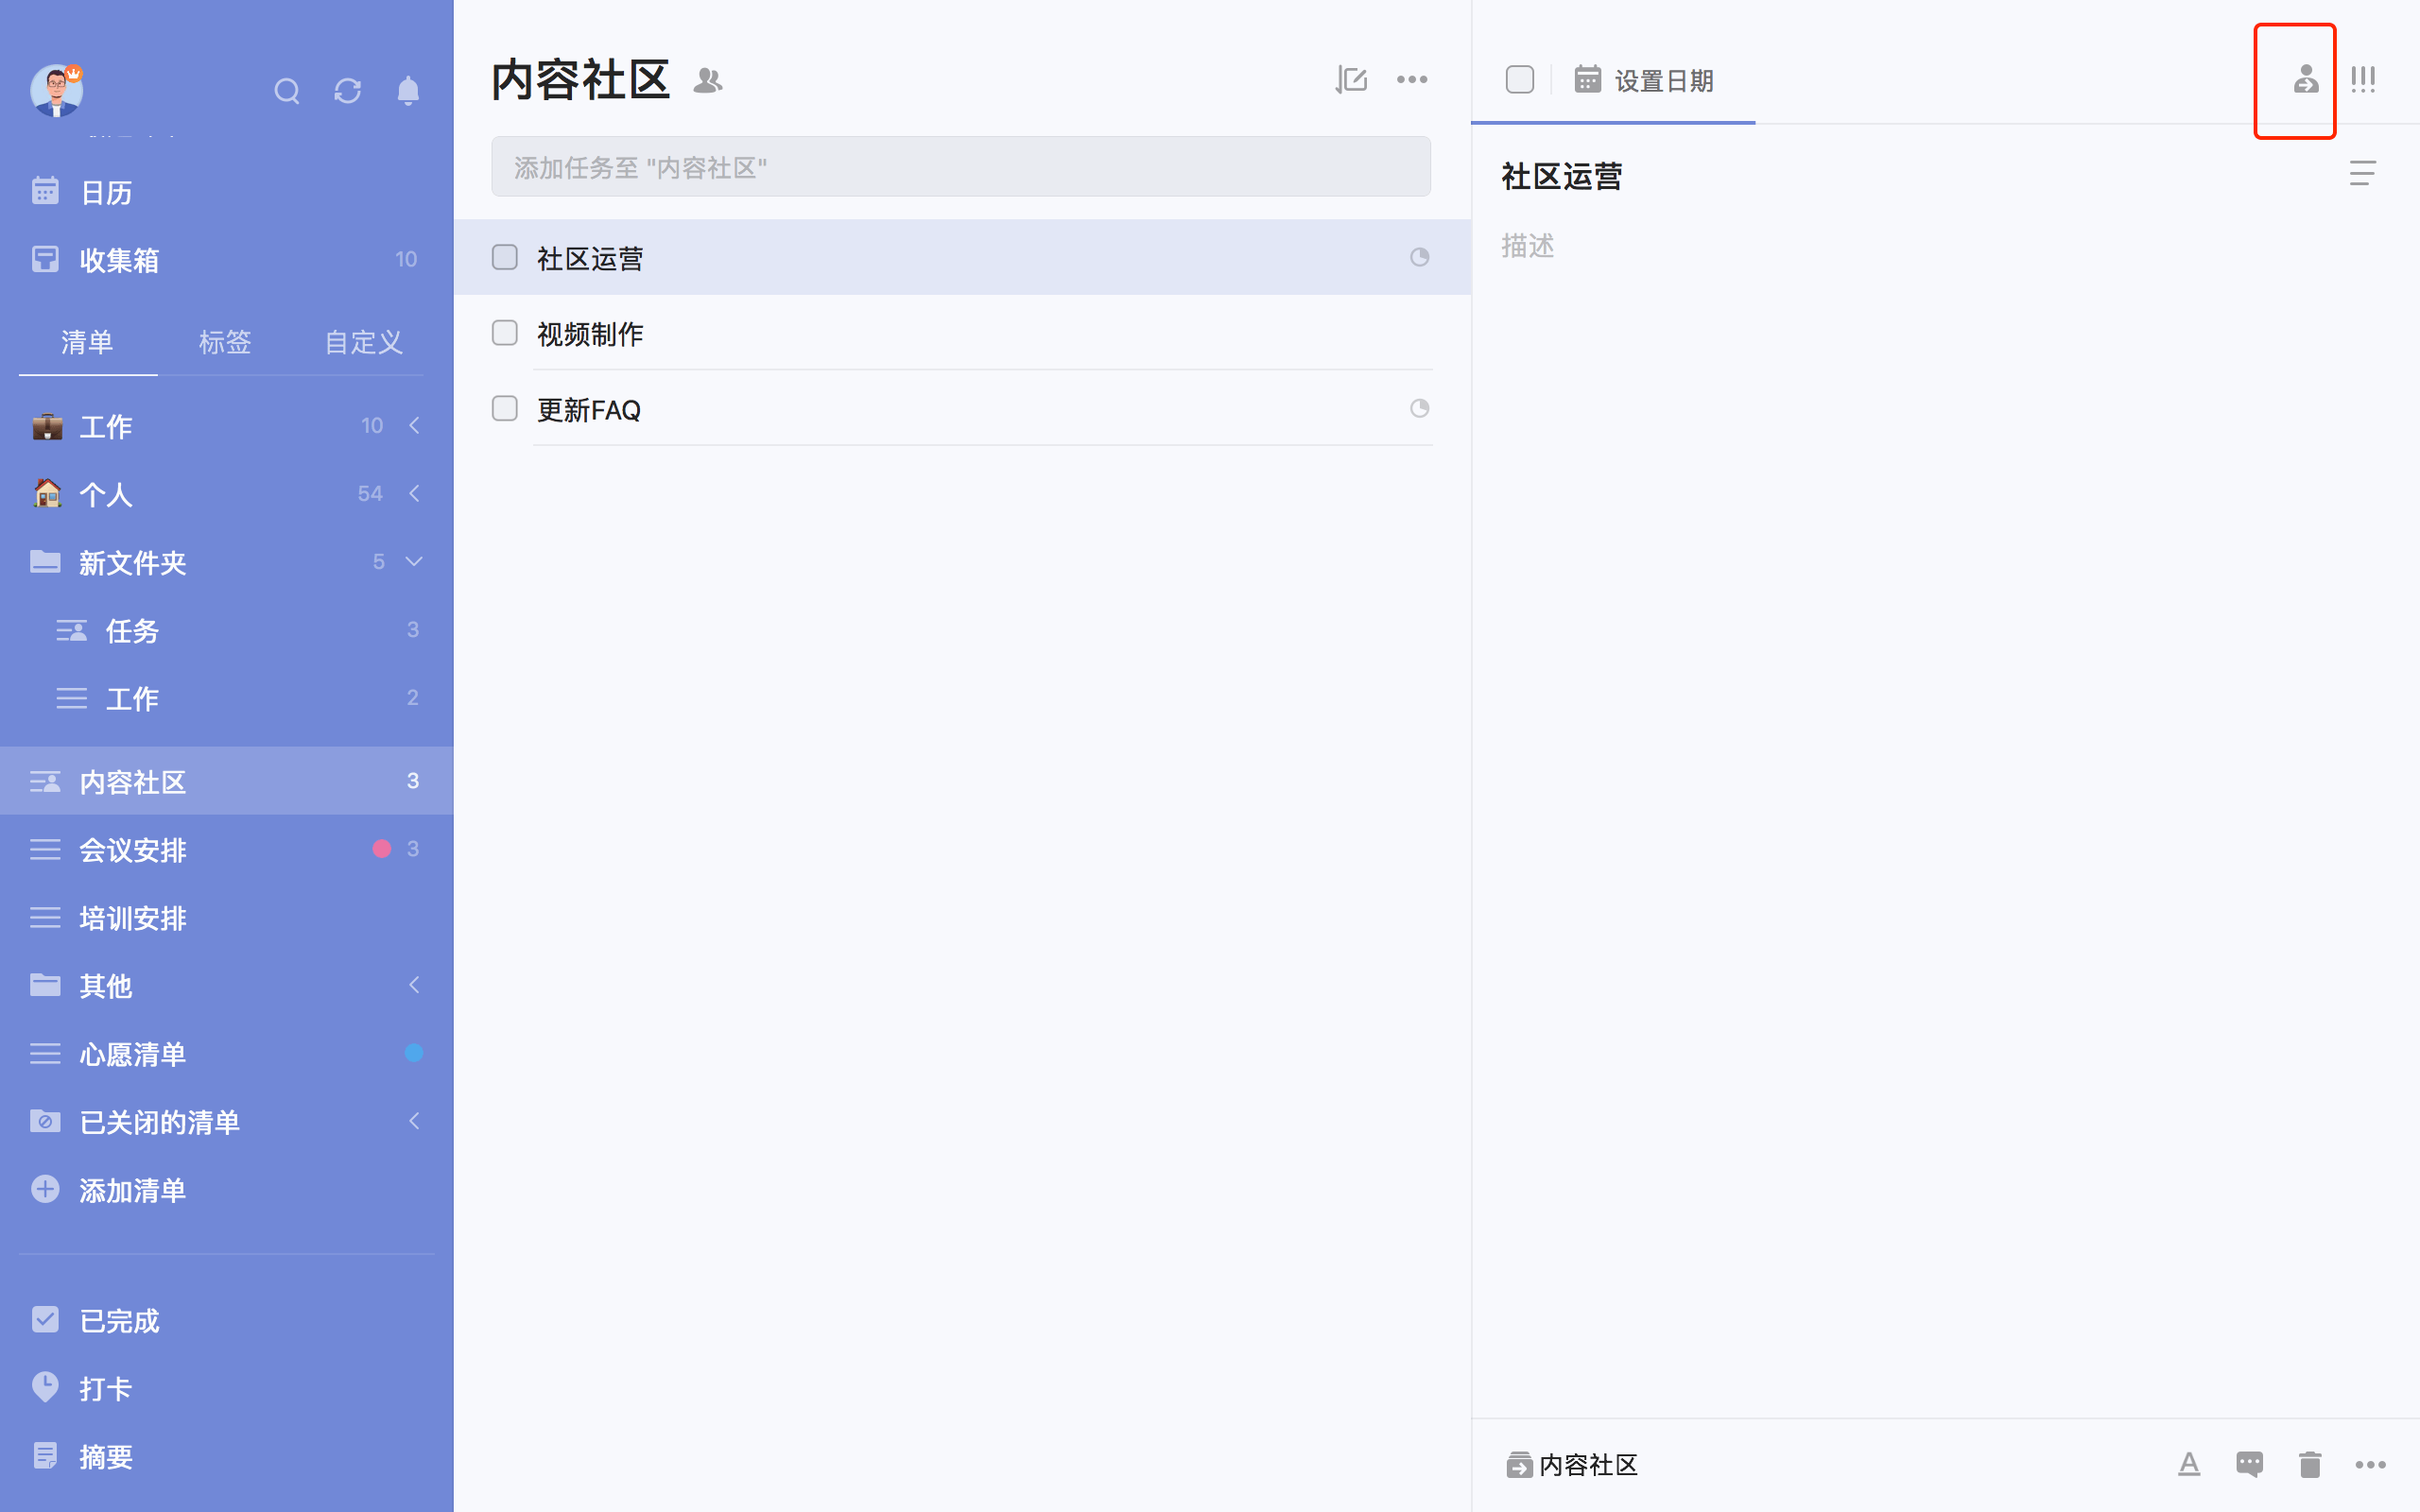 日历
收集箱 10
清单 标签 自定义
工作 10
个人 54
新文件夹 5
任务 3
工作 2
内容社区 3
会议安排 3
培训安排
其他
心愿清单
已关闭的清单
添加清单
已完成
打卡
摘要
内容社区
添加任务至 "内容社区"
社区运营
视频制作
更新FAQ
设置日期
社区运营
描述
内容社区